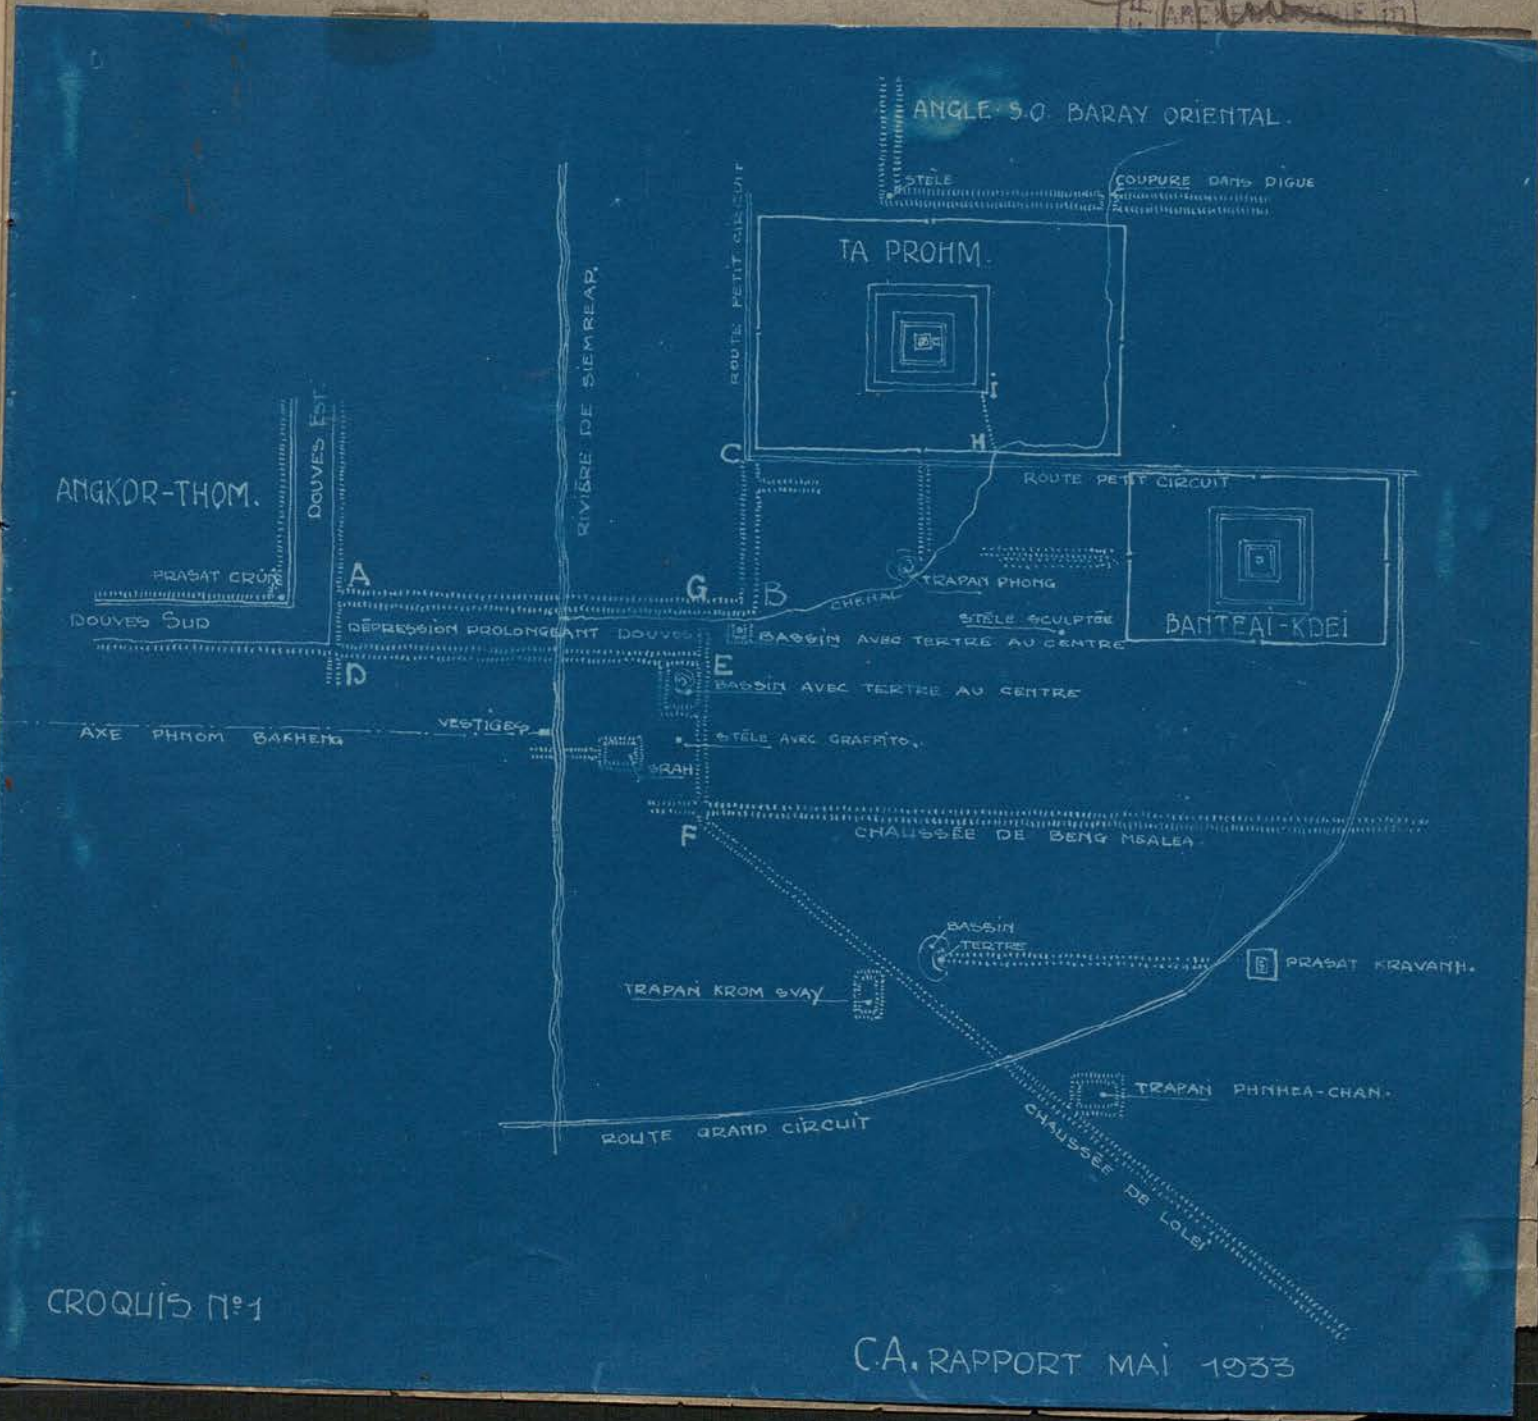 ANGLE S.O BARAY ORIENTAL.
STÈLE
COUPURE DANS DIGUE
TA PROHM.
ROUTE PETIT CIRCUIT
RIVIÈRE DE SIEMREAP.
DOUVES EST
i
C
H
ROUTE PETIT CIRCUIT
ANGKOR-THOM.
PRASAT CRUN
A
G
B
CHENAL
TRAPAN PHONG
DOUVES SUD
DÉPRESSION PROLONGEANT DOUVES
STÈLE SCULPTÉE
BANTEAI-KDEI
BASSIN AVEC TERTRE AU CENTRE
D
E
BASSIN AVEC TERTRE AU CENTRE
AXE PHNOM BAKHENG
VESTIGES
STÈLE AVEC GRAFFITO.
SRAH
F
CHAUSSÉE DE BENG MEALEA
BASSIN
TERTRE
PRASAT KRAVANH.
TRAPAN KROM SVAY
TRAPAN PHNHEA-CHAN.
ROUTE GRAND CIRCUIT
CHAUSSÉE DE LOLEI
CROQUIS Nº1
C.A. RAPPORT MAI 1933